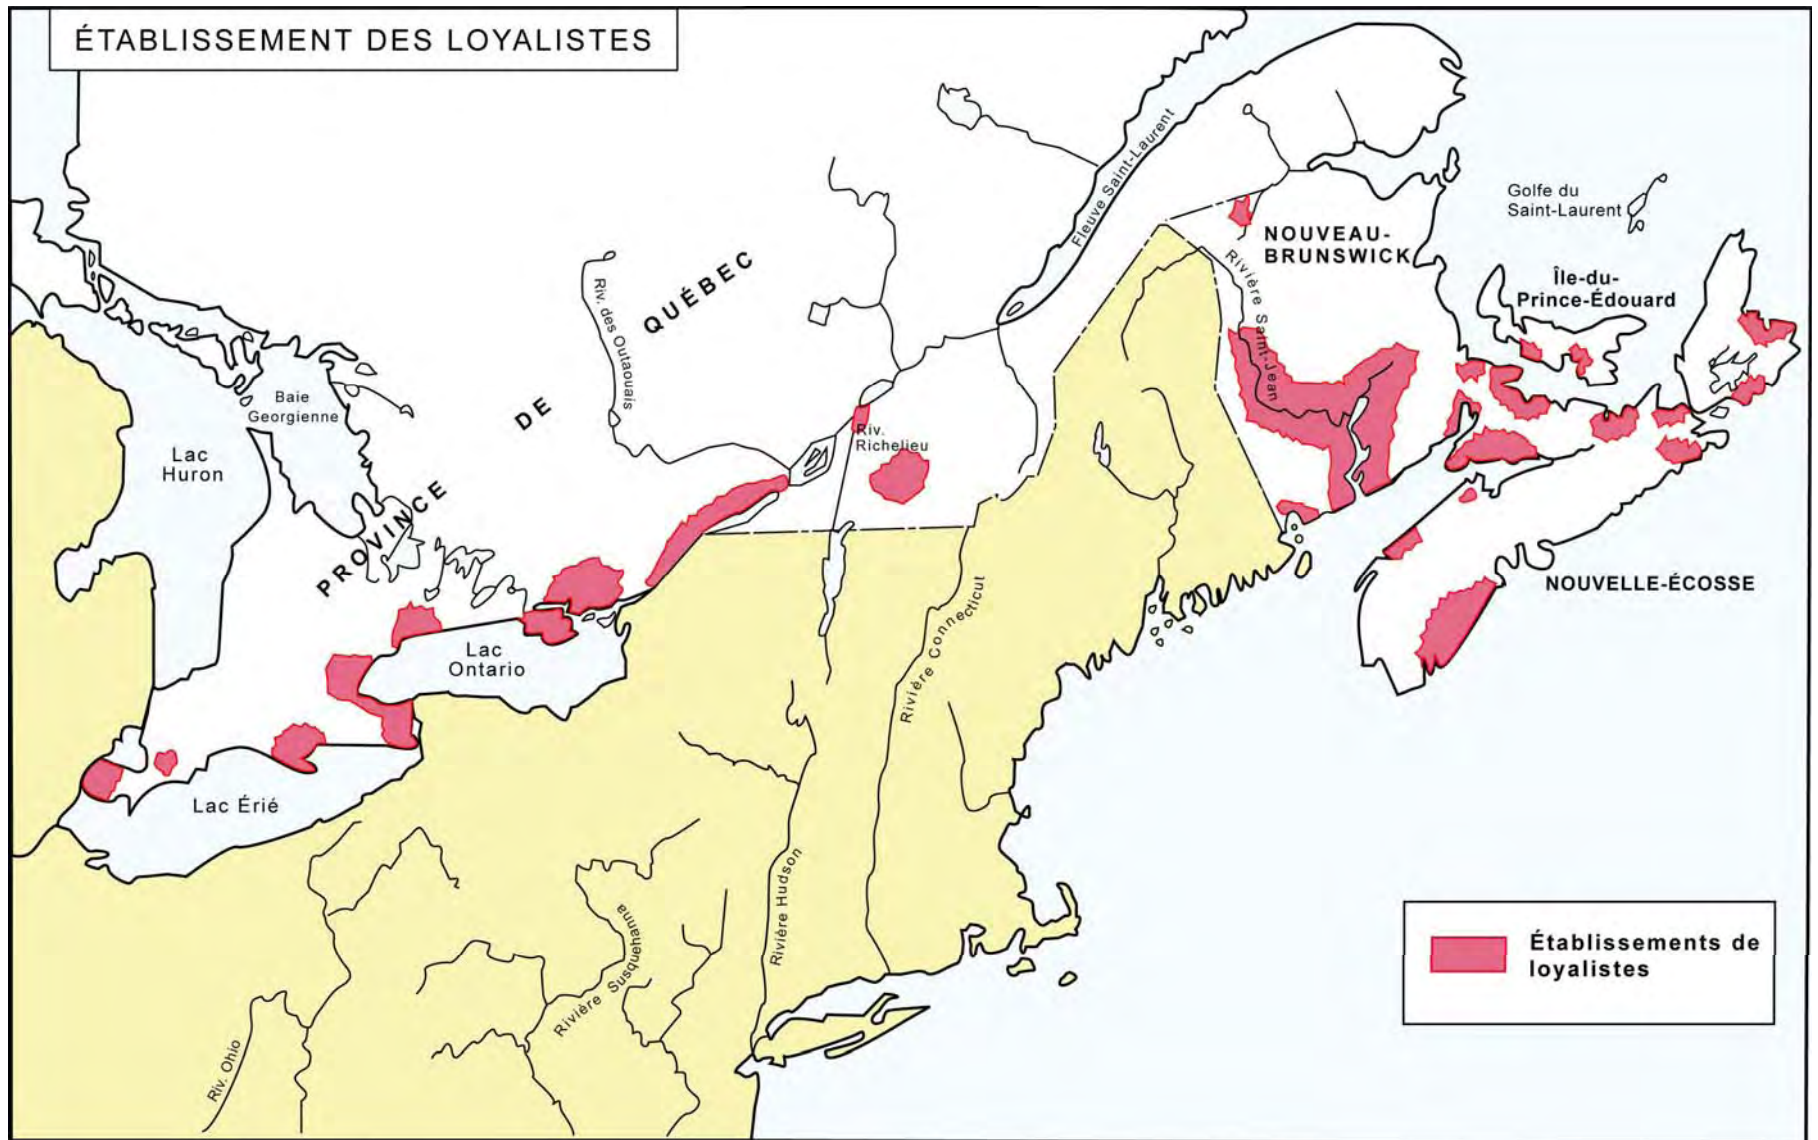 ÉTABLISSEMENT DES LOYALISTES
Fleuve Saint-Laurent
Golfe du
Saint-Laurent
NOUVEAU-
BRUNSWICK
Île-du-
Prince-Édouard
Rivière Saint-Jean
Riv. des Outaouais
PROVINCE DE QUÉBEC
Baie
Georgienne
Lac
Huron
Riv.
Richelieu
NOUVELLE-ÉCOSSE
Lac
Ontario
Rivière Connecticut
Lac Érié
Rivière Hudson
Rivière Susquehanna
Riv. Ohio
Établissements de
loyalistes